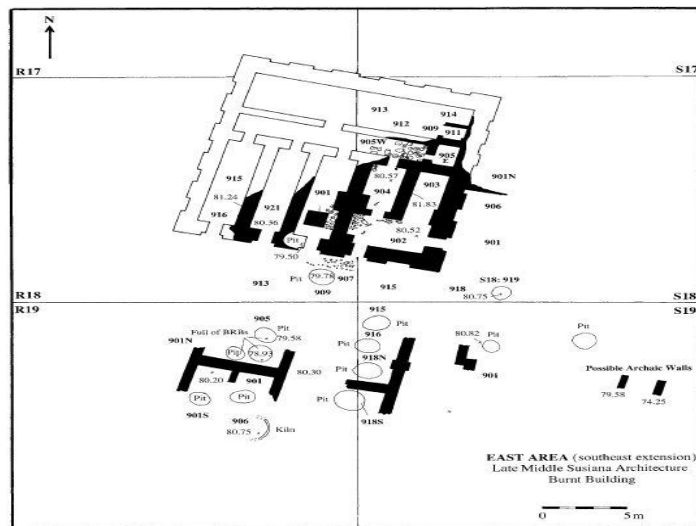 N
R17
S17
913
914
912
909
911
905W
905
E
915
901
80.57
903
901N
904
81.24
81.83
906
916
921
80.36
80.52
901
Pit
902
79.50
Pit
79.78
907
S18: 919
913
909
915
918
80.75
R18
S18
R19
S19
905
915
Pit
Pit
916
80.82
Pit
Pit
Full of BRBs
79.58
901N
Pit
78.93
918N
Possible Archaic Walls
80.20
901
80.30
Pit
904
Pit
Pit
Pit
79.58
74.25
901S
918S
906
80.75
Kiln
EAST AREA (southeast extension)
Late Middle Susiana Architecture
Burnt Building
0
5 m